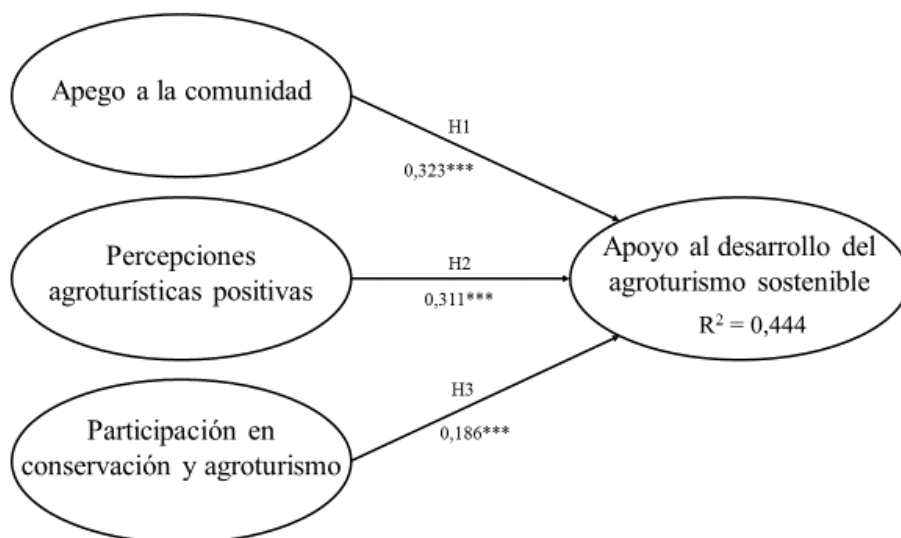 Apego a la comunidad
H1
0,323***
Percepciones
agroturísticas positivas
H2
0,311***
Apoyo al desarrollo del
agroturismo sostenible
R² = 0,444
Participación en
conservación y agroturismo
H3
0,186***